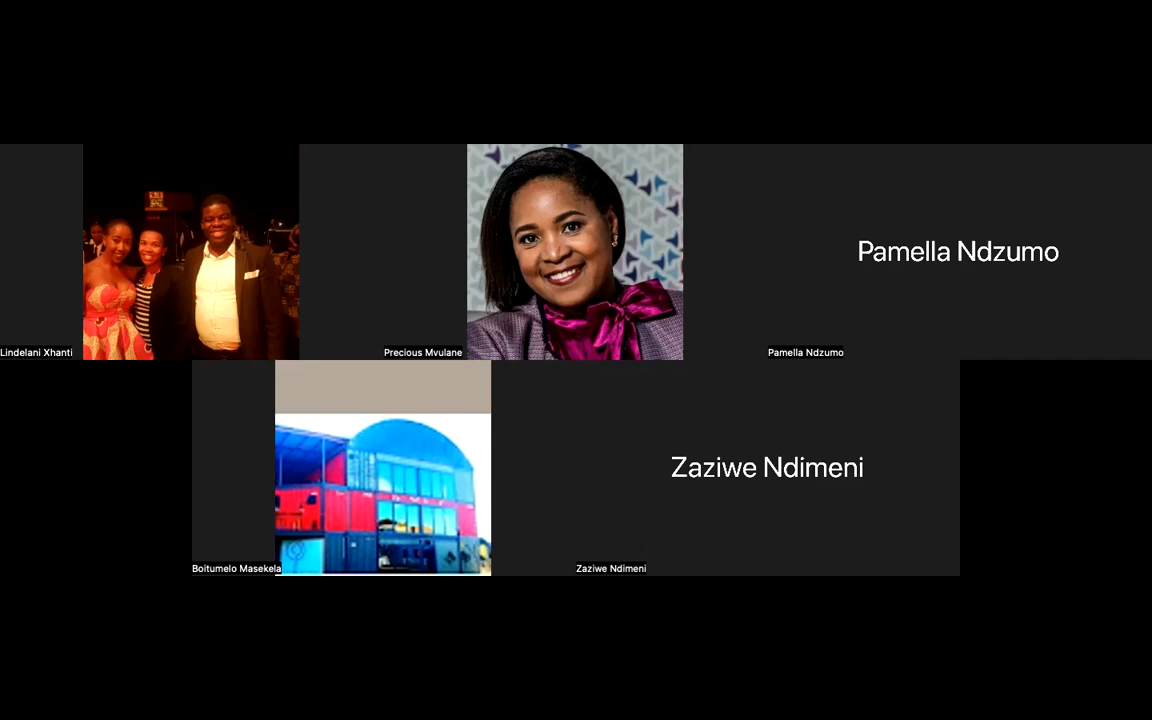 Pamella Ndzumo
Lindelani Xhanti
Precious Mvulane
Pamella Ndzumo
Zaziwe Ndimeni
Boitumelo Masekela
Zaziwe Ndimeni